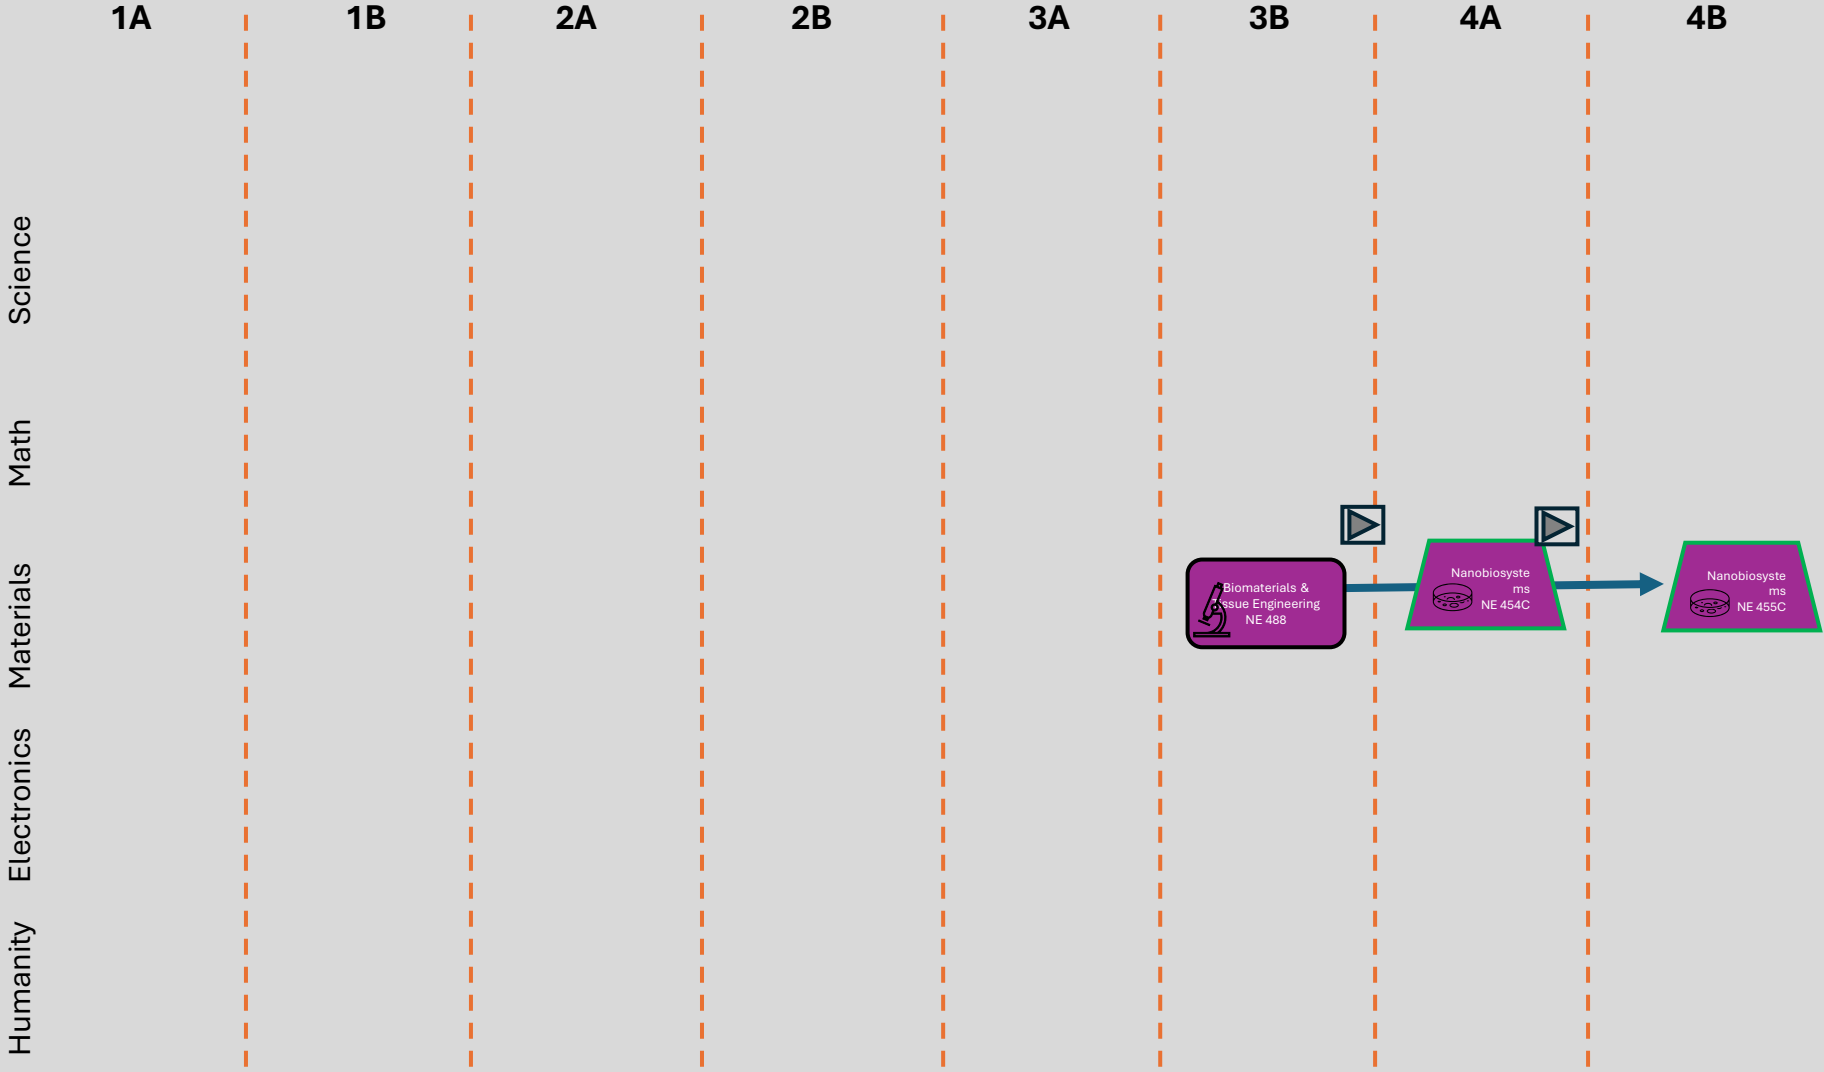 1A
1B
2A
2B
3A
3B
4A
4B
Science
Math
Materials
Electronics
Humanity
Biomaterials &
Tissue Engineering
NE 488
Nanobiosyste
ms
NE 454C
Nanobiosyste
ms
NE 455C